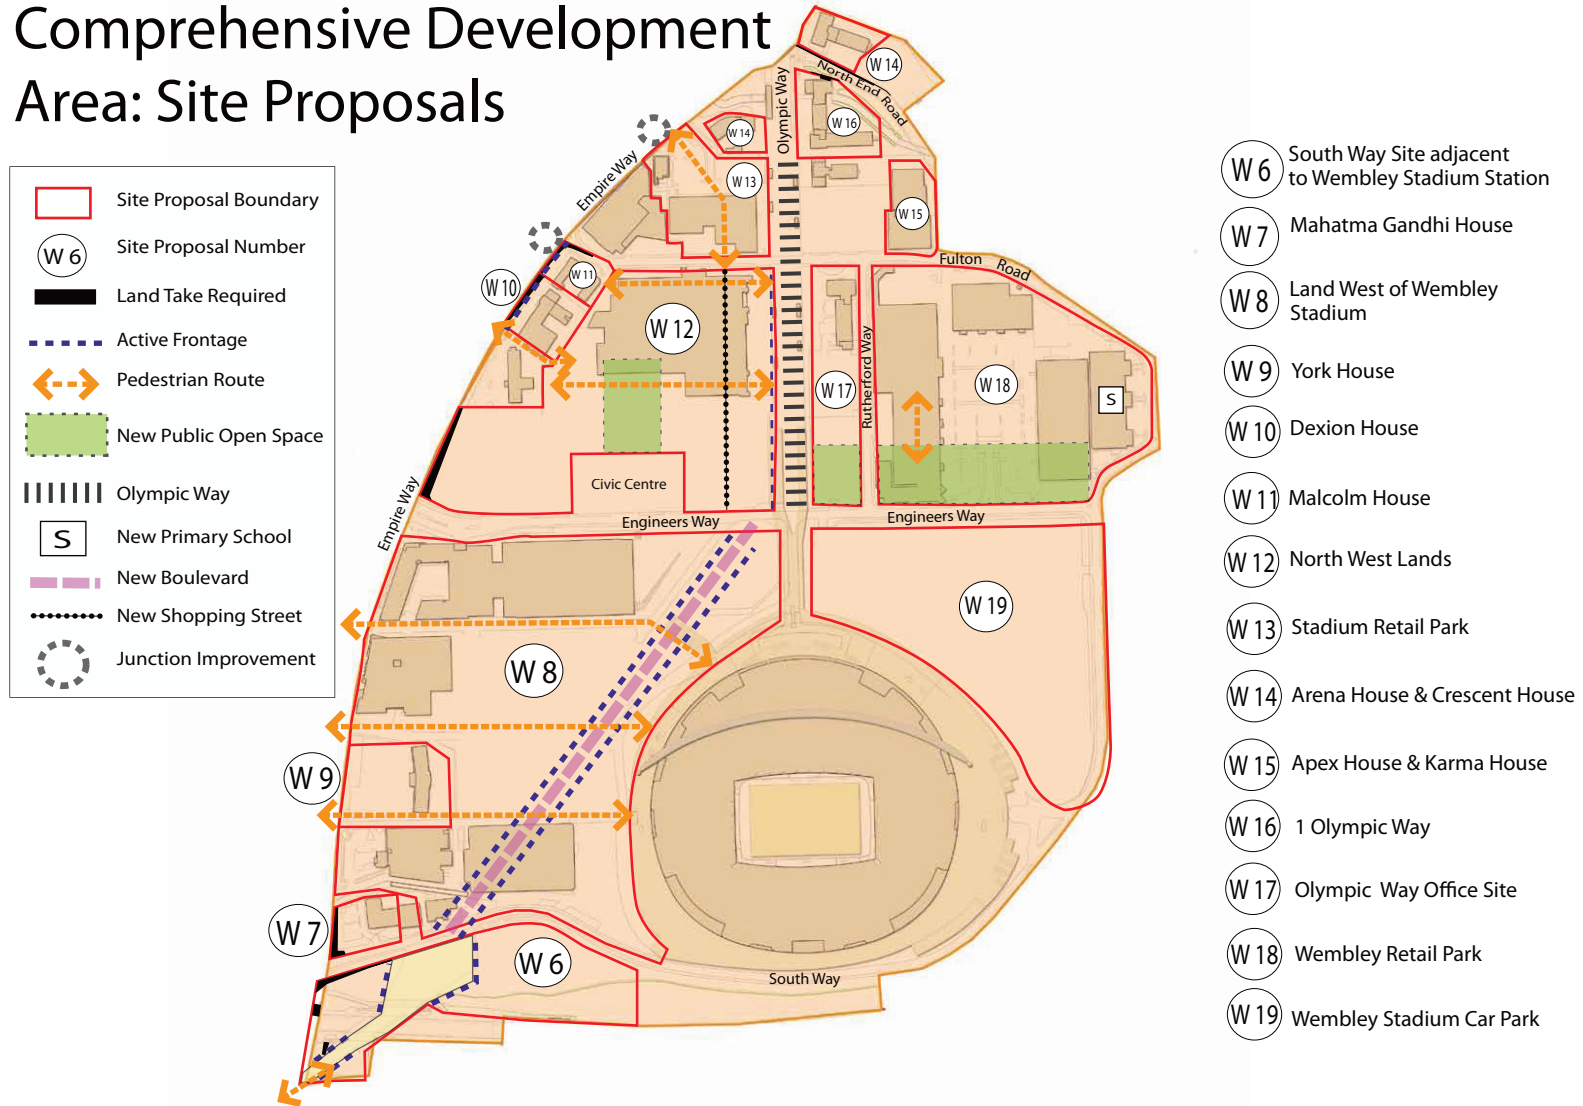 Comprehensive Development
Area: Site Proposals
Site Proposal Boundary
W 6
Site Proposal Number
Land Take Required
Active Frontage
Pedestrian Route
New Public Open Space
Olympic Way
S
New Primary School
New Boulevard
New Shopping Street
Junction Improvement
W 14
North End Road
Olympic Way
W 16
W 14
Empire Way
W 13
W 15
Fulton Road
W 10
W 11
W 12
W 17
Rutherford Way
W 18
S
Civic Centre
Empire Way
Engineers Way
Engineers Way
W 19
W 8
W 9
W 7
W 6
South Way
W 6
South Way Site adjacent
to Wembley Stadium Station
W 7
Mahatma Gandhi House
W 8
Land West of Wembley
Stadium
W 9
York House
W 10
Dexion House
W 11
Malcolm House
W 12
North West Lands
W 13
Stadium Retail Park
W 14
Arena House & Crescent House
W 15
Apex House & Karma House
W 16
1 Olympic Way
W 17
Olympic Way Office Site
W 18
Wembley Retail Park
W 19
Wembley Stadium Car Park